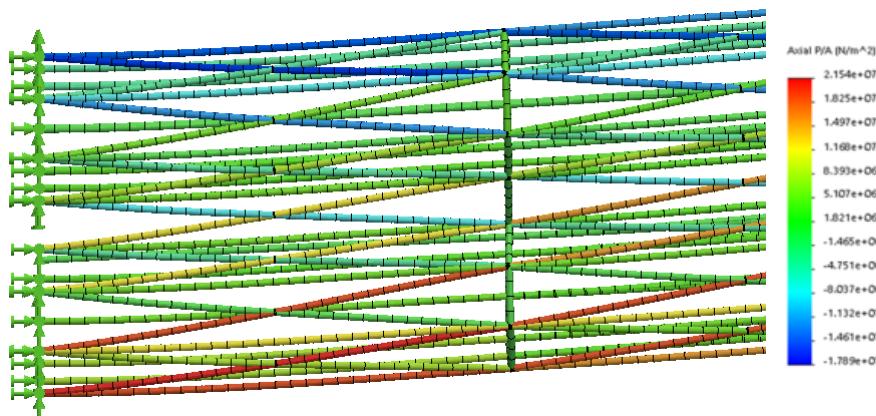 Axial P/A (N/m^2)
2.154e+07
1.825e+07
1.497e+07
1.168e+07
8.393e+06
5.107e+06
1.821e+06
-1.465e+06
-4.751e+06
-8.037e+06
-1.132e+07
-1.461e+07
-1.789e+07